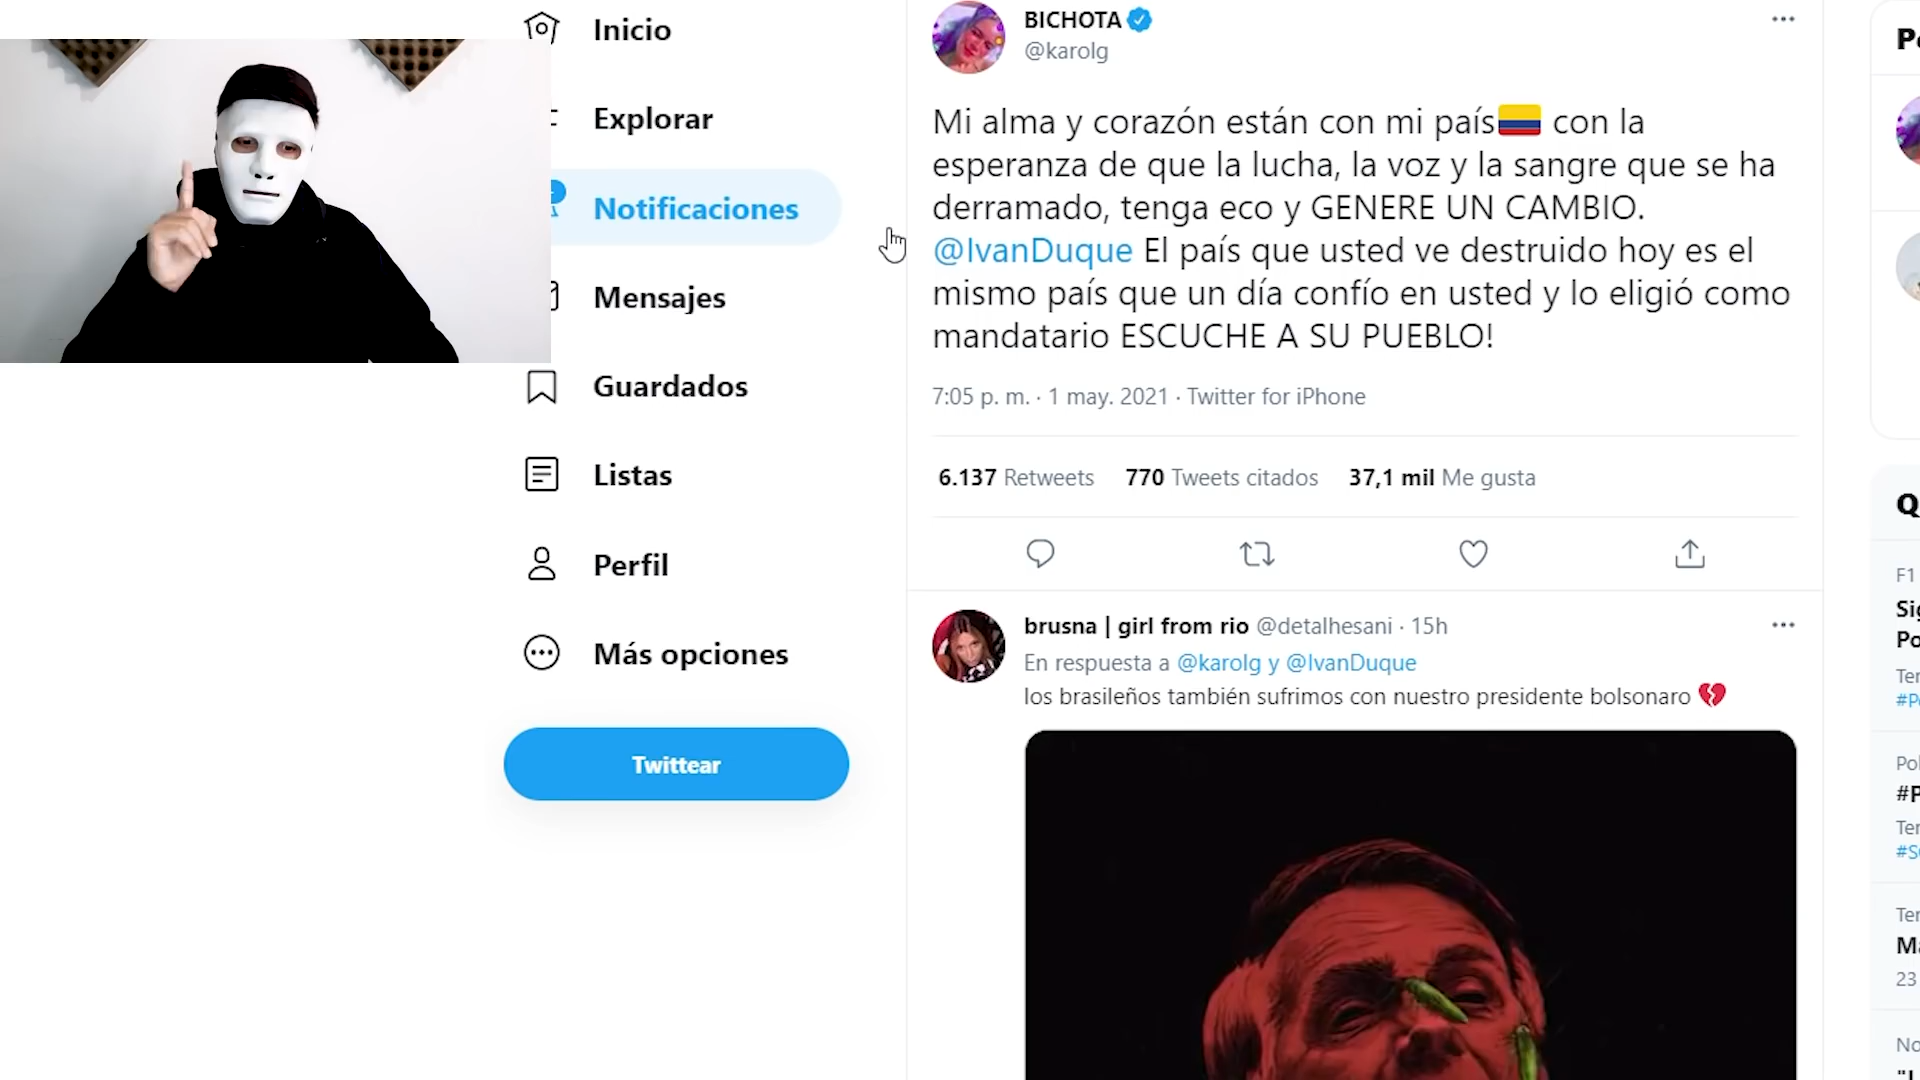 Inicio
Explorar
Notificaciones
Mensajes
Guardados
Listas
Perfil
Más opciones
Twittear
BICHOTA
@karolg
Mi alma y corazón están con mi país🇨🇴 con la
esperanza de que la lucha, la voz y la sangre que se ha
derramado, tenga eco y GENERE UN CAMBIO.
@IvanDuque El país que usted ve destruido hoy es el
mismo país que un día confío en usted y lo eligió como
mandatario ESCUCHE A SU PUEBLO!
7:05 p. m. · 1 may. 2021 · Twitter for iPhone
6.137 Retweets 770 Tweets citados 37,1 mil Me gusta
brusna | girl from rio @detalhesani · 15h
En respuesta a @karolg y @IvanDuque
los brasileños también sufrimos con nuestro presidente bolsonaro 💔
F1
23